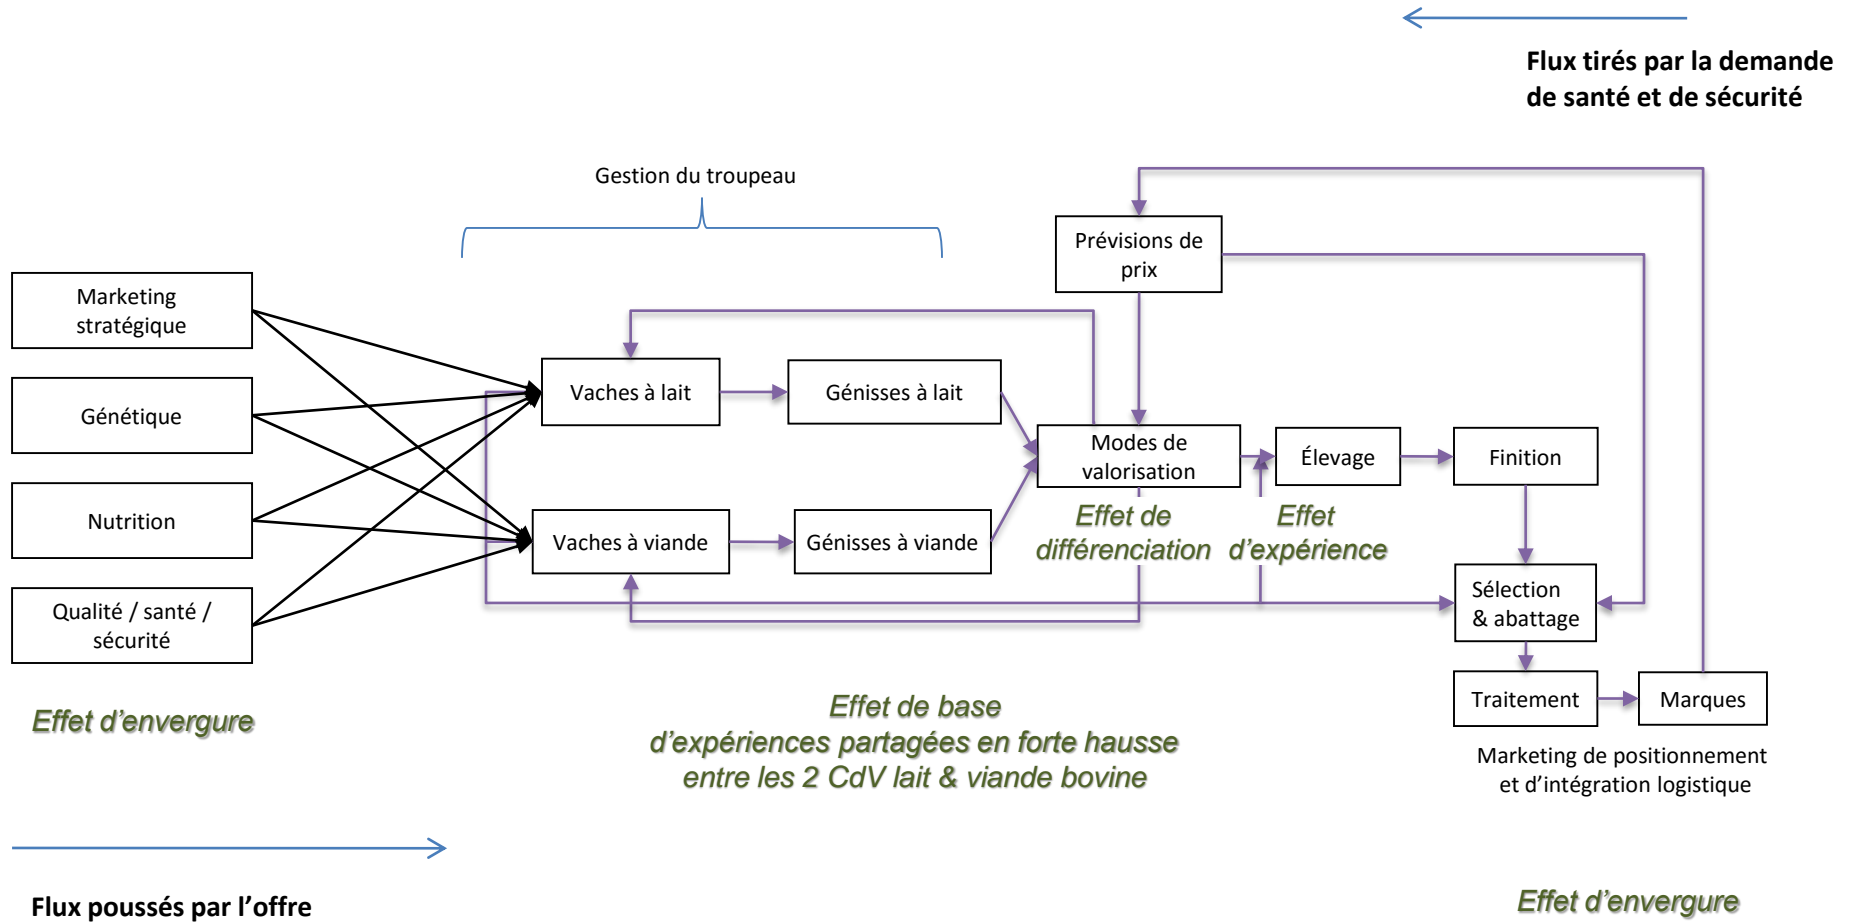 Flux tirés par la demande
de santé et de sécurité
Gestion du troupeau
Prévisions de
prix
Marketing
stratégique
Génétique
Nutrition
Qualité / santé /
sécurité
Vaches à lait
Génisses à lait
Vaches à viande
Génisses à viande
Modes de
valorisation
Élevage
Finition
Effet de
différenciation
Effet
d’expérience
Sélection
& abattage
Traitement
Marques
Marketing de positionnement
et d’intégration logistique
Effet d’envergure
Effet de base
d’expériences partagées en forte hausse
entre les 2 CdV lait & viande bovine
Flux poussés par l’offre
Effet d’envergure